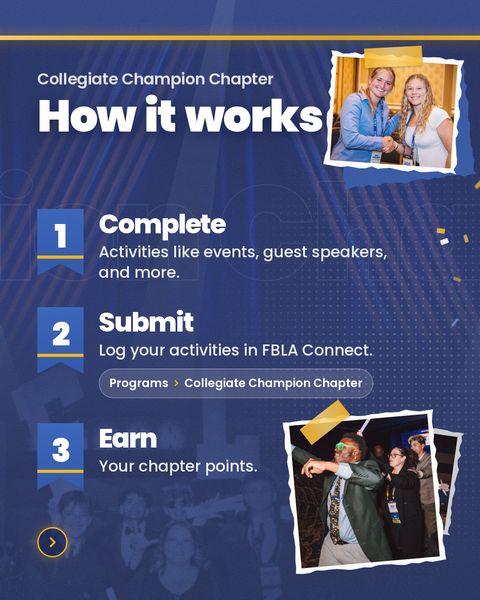 Collegiate Champion Chapter
How it works
1
Complete
Activities like events, guest speakers,
and more.
2
Submit
Log your activities in FBLA Connect.
Programs > Collegiate Champion Chapter
3
Earn
Your chapter points.